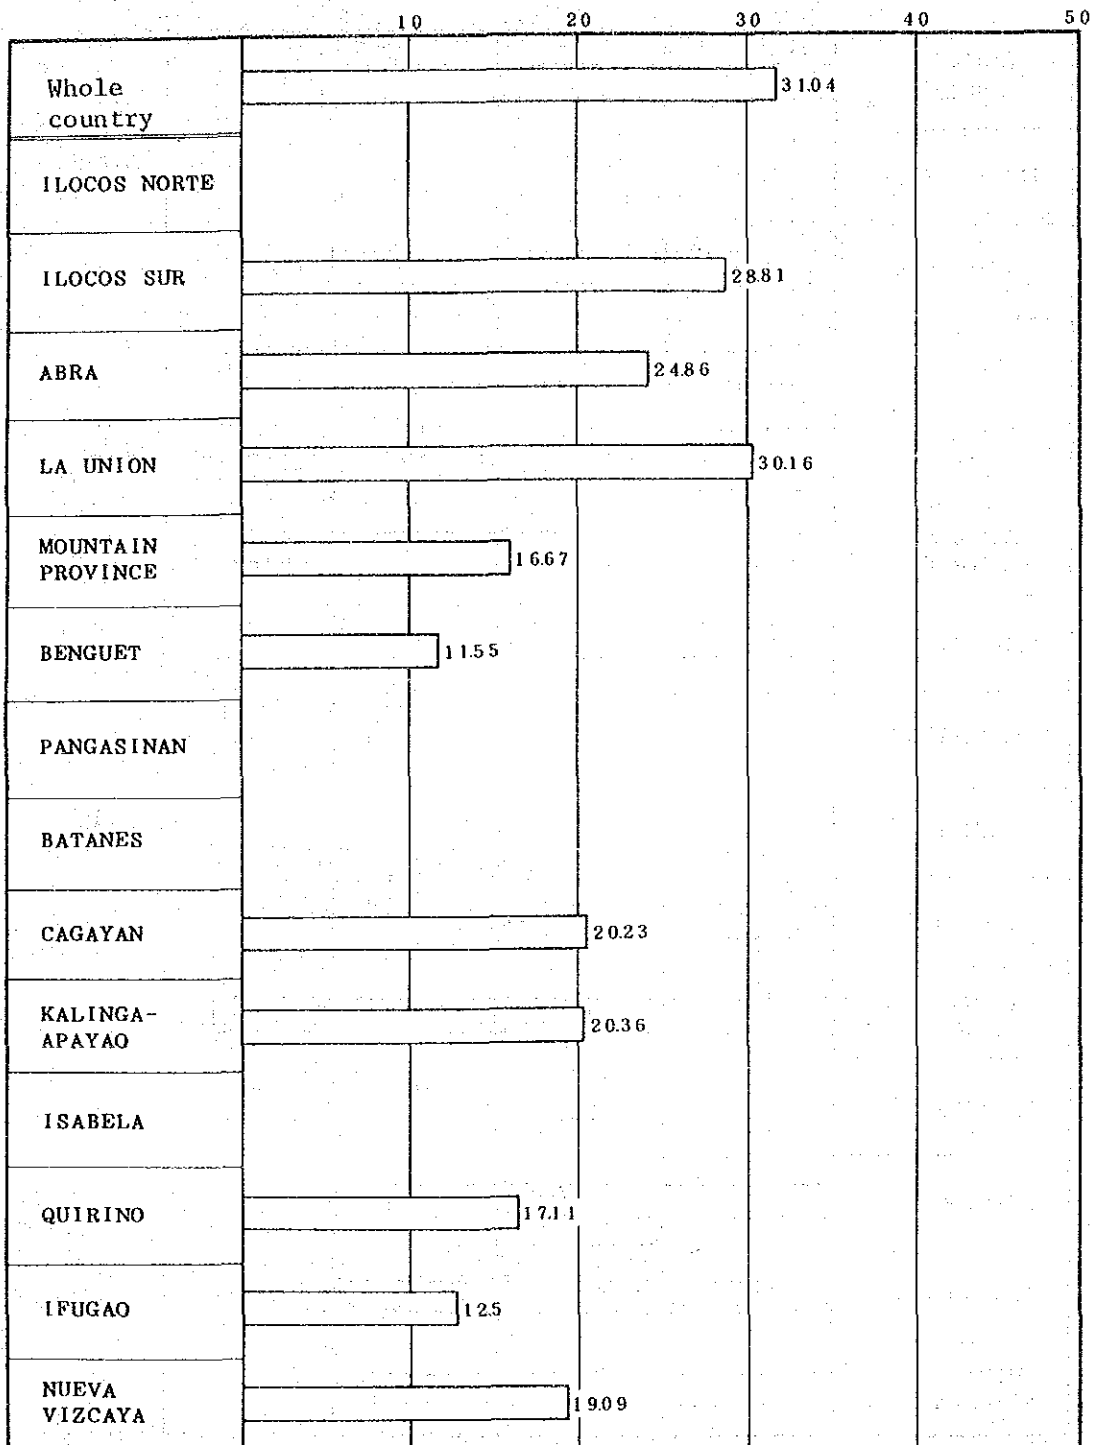 10 20 30 40 50
Whole
country
31.04
ILOCOS NORTE
ILOCOS SUR
28.81
ABRA
24.86
LA UNION
30.16
MOUNTAIN
PROVINCE
16.67
BENGUET
11.55
PANGASINAN
BATANES
CAGAYAN
20.23
KALINGA-
APAYAO
20.36
ISABELA
QUIRINO
17.11
IFUGAO
12.5
NUEVA
VIZCAYA
19.09